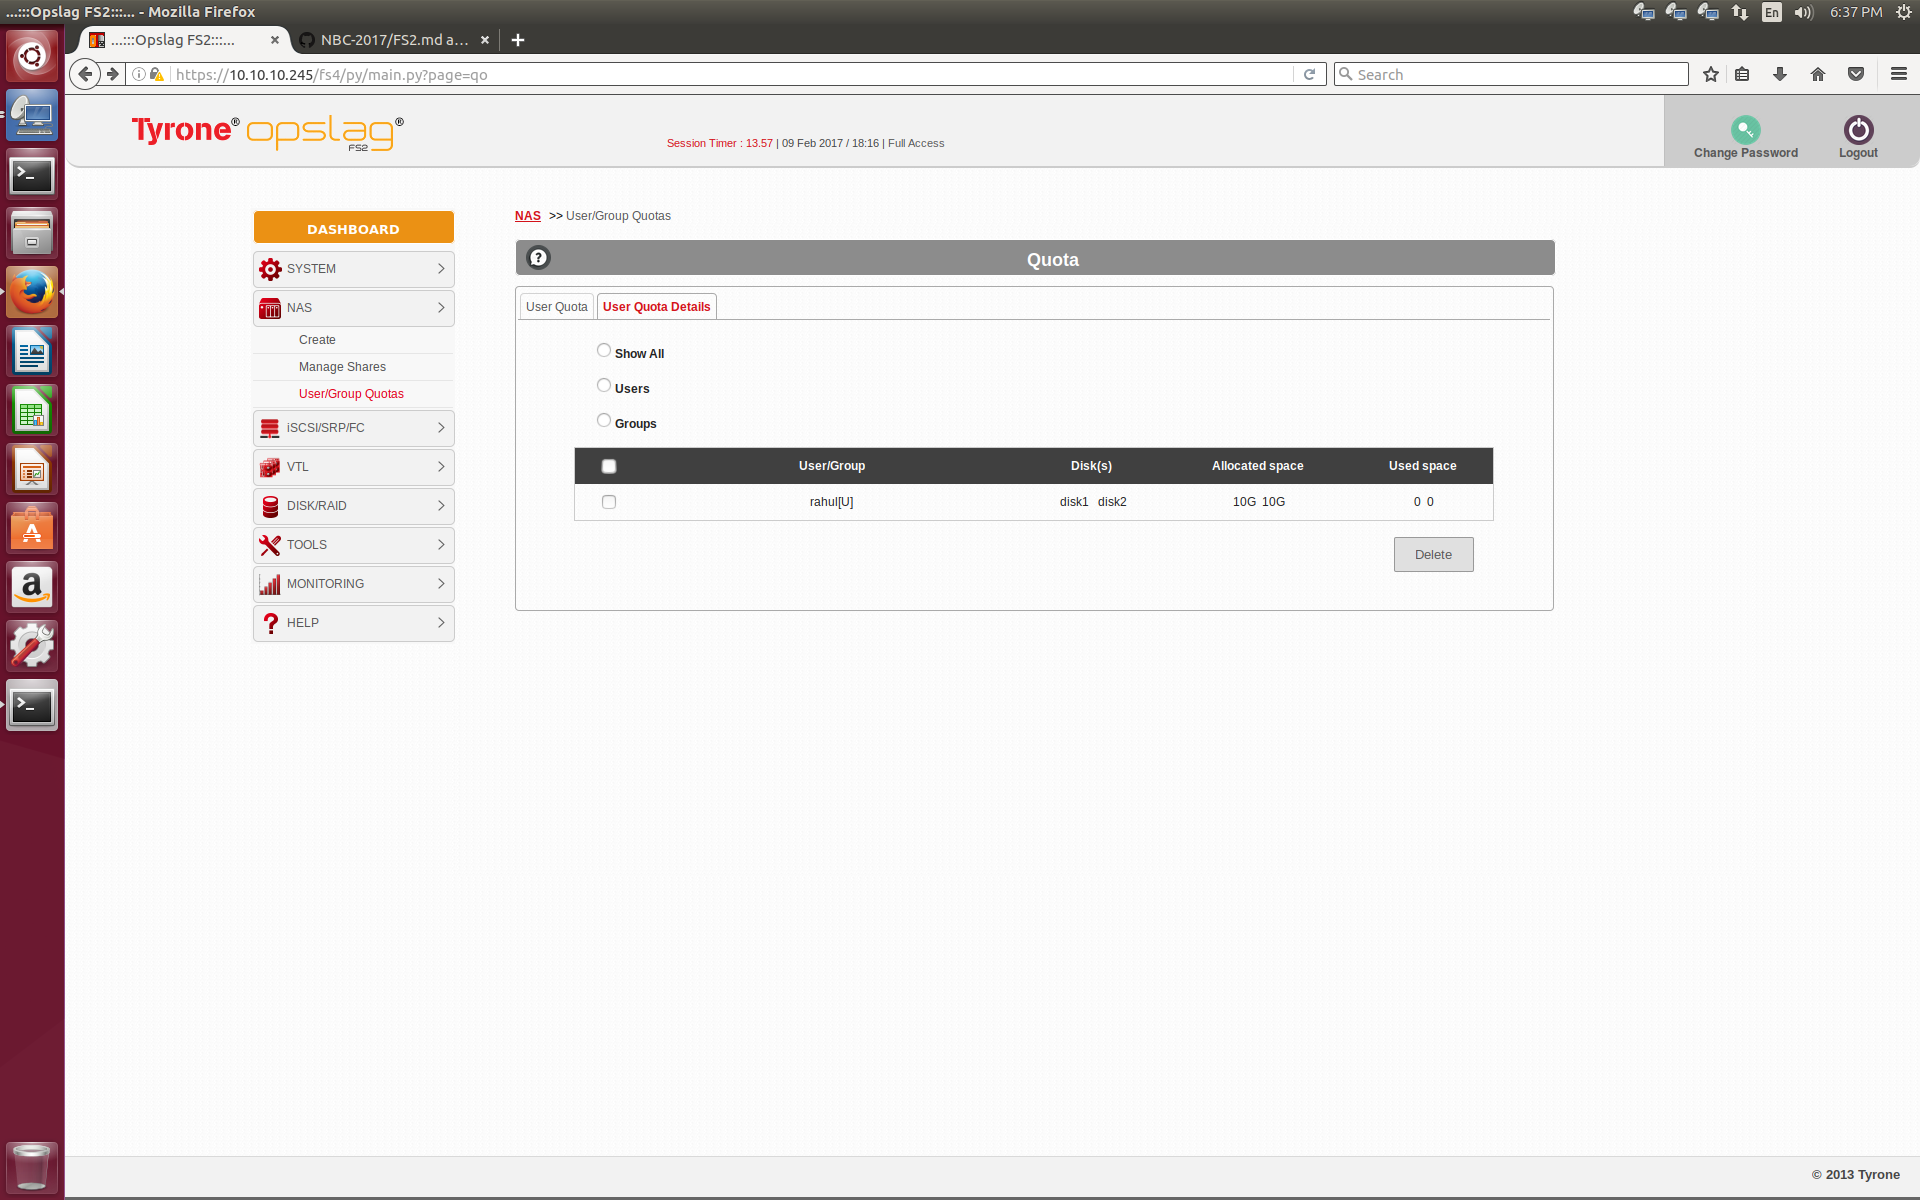 ...:::Opslag FS2:::... - Mozilla Firefox
En
6:37 PM
...:::Opslag FS2:::...
NBC-2017/FS2.md a...
https://10.10.10.245/fs4/py/main.py?page=qo
Search
Tyrone® opslag®
FS2
Session Timer : 13.57 | 09 Feb 2017 / 18:16 | Full Access
Change Password
Logout
DASHBOARD
SYSTEM
NAS
Create
Manage Shares
User/Group Quotas
iSCSI/SRP/FC
VTL
DISK/RAID
TOOLS
MONITORING
HELP
NAS >> User/Group Quotas
Quota
User Quota
User Quota Details
Show All
Users
Groups
User/Group Disk(s) Allocated space Used space
rahul[U] disk1 disk2 10G 10G 0 0
Delete
© 2013 Tyrone